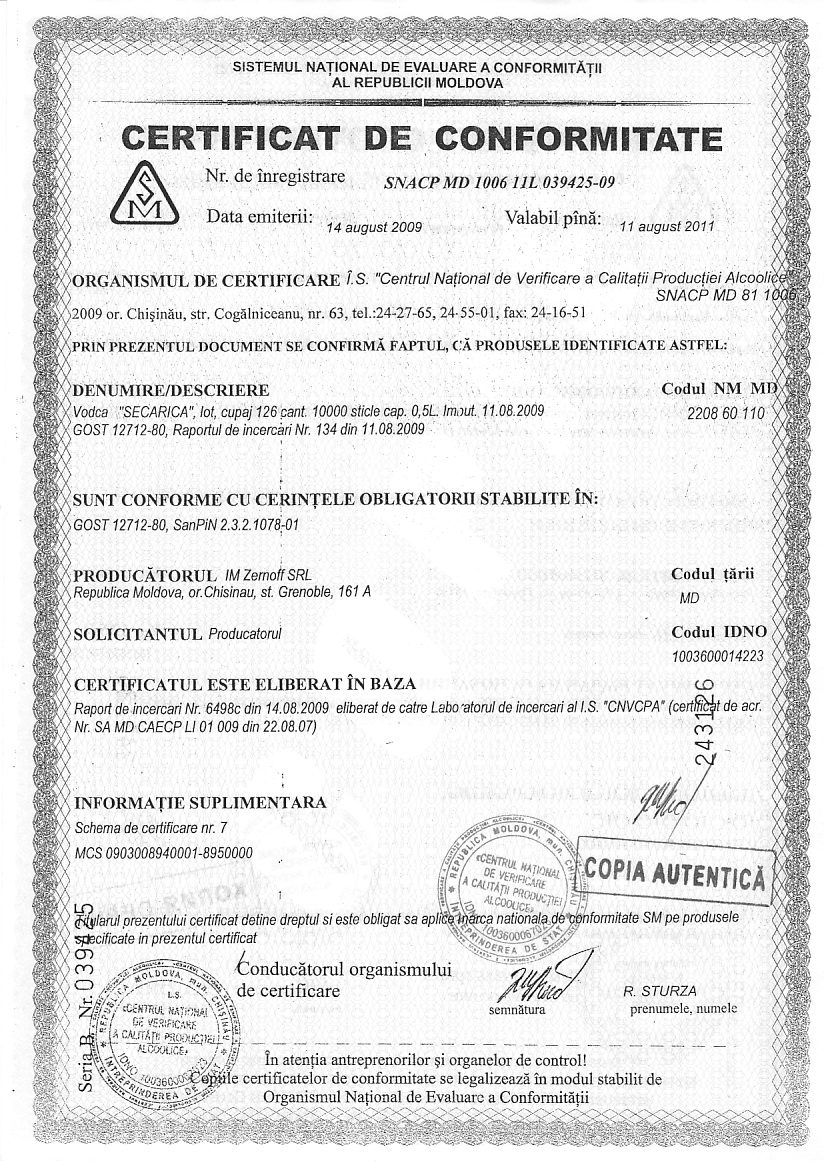 SISTEMUL NAȚIONAL DE EVALUARE A CONFORMITĂȚII
AL REPUBLICII MOLDOVA
CERTIFICAT DE CONFORMITATE
SM
Nr. de înregistrare SNACP MD 1006 11L 039425-09
Data emiterii: 14 august 2009 Valabil pînă: 11 august 2011
ORGANISMUL DE CERTIFICARE Î.S. "Centrul Național de Verificare a Calitații Producției Alcoolice"
SNACP MD 81 1006
2009 or. Chișinău, str. Cogâlniceanu, nr. 63, tel.:24-27-65, 24-55-01, fax: 24-16-51
PRIN PREZENTUL DOCUMENT SE CONFIRMĂ FAPTUL, CĂ PRODUSELE IDENTIFICATE ASTFEL:
DENUMIRE/DESCRIERE Codul NM MD
Vodca "SECARICA", lot, cupaj 126 cant. 10000 sticle cap. 0,5L. Imbut. 11.08.2009 2208 60 110
GOST 12712-80, Raportul de incercări Nr. 134 din 11.08.2009
SUNT CONFORME CU CERINȚELE OBLIGATORII STABILITE ÎN:
GOST 12712-80, SanPiN 2.3.2.1078-01
PRODUCĂTORUL IM Zernoff SRL Codul țării
Republica Moldova, or.Chisinau, st. Grenoble, 161 A MD
SOLICITANTUL Producatorul Codul IDNO
1003600014223
CERTIFICATUL ESTE ELIBERAT ÎN BAZA
Raport de incercari Nr. 6498c din 14.08.2009 eliberat de catre Laboratorul de incercari al I.S. "CNVCPA" (certificat de acr.
Nr. SA MD CAECP LI 01 009 din 22.08.07)
243126
INFORMAȚIE SUPLIMENTARA
Schema de certificare nr. 7
MCS 0903008940001-8950000
REPUBLICA MOLDOVA, mun. CHIȘINĂU
«CENTRUL NAȚIONAL
DE VERIFICARE
A CALITĂȚII PRODUCȚIEI
ALCOOLICE»
ÎNTREPRINDEREA DE STAT
COPIA AUTENTICĂ
Titularul prezentului certificat detine dreptul si este obligat sa aplice marca nationala de conformitate SM pe produsele
specificate in prezentul certificat
Seria B Nr. 039425
Conducătorul organismului
de certificare
semnătura
R. STURZA
prenumele, numele
REPUBLICA MOLDOVA, mun. CHIȘINĂU
L.S.
«CENTRUL NAȚIONAL
DE VERIFICARE
A CALITĂȚII PRODUCȚIEI
ALCOOLICE»
ÎNTREPRINDEREA DE STAT
În atenția antreprenorilor și organelor de control!
Copiile certificatelor de conformitate se legalizează în modul stabilit de
Organismul Național de Evaluare a Conformității